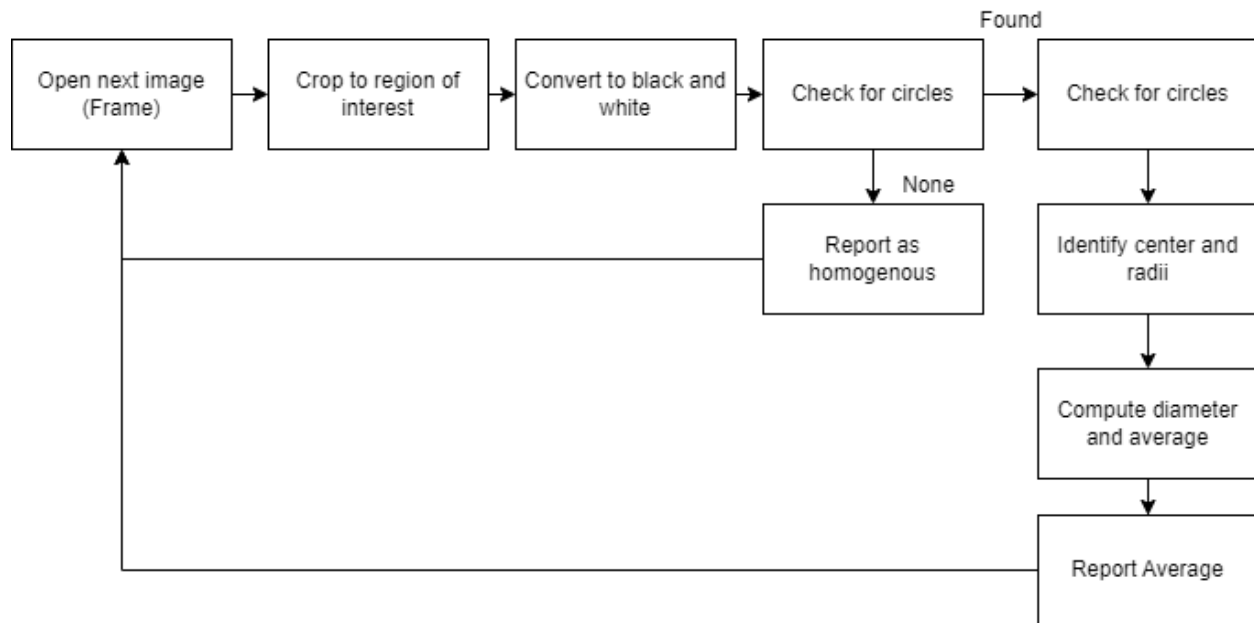 Found
Open next image
(Frame)
Crop to region of
interest
Convert to black and
white
Check for circles
Check for circles
None
Report as
homogenous
Identify center and
radii
Compute diameter
and average
Report Average